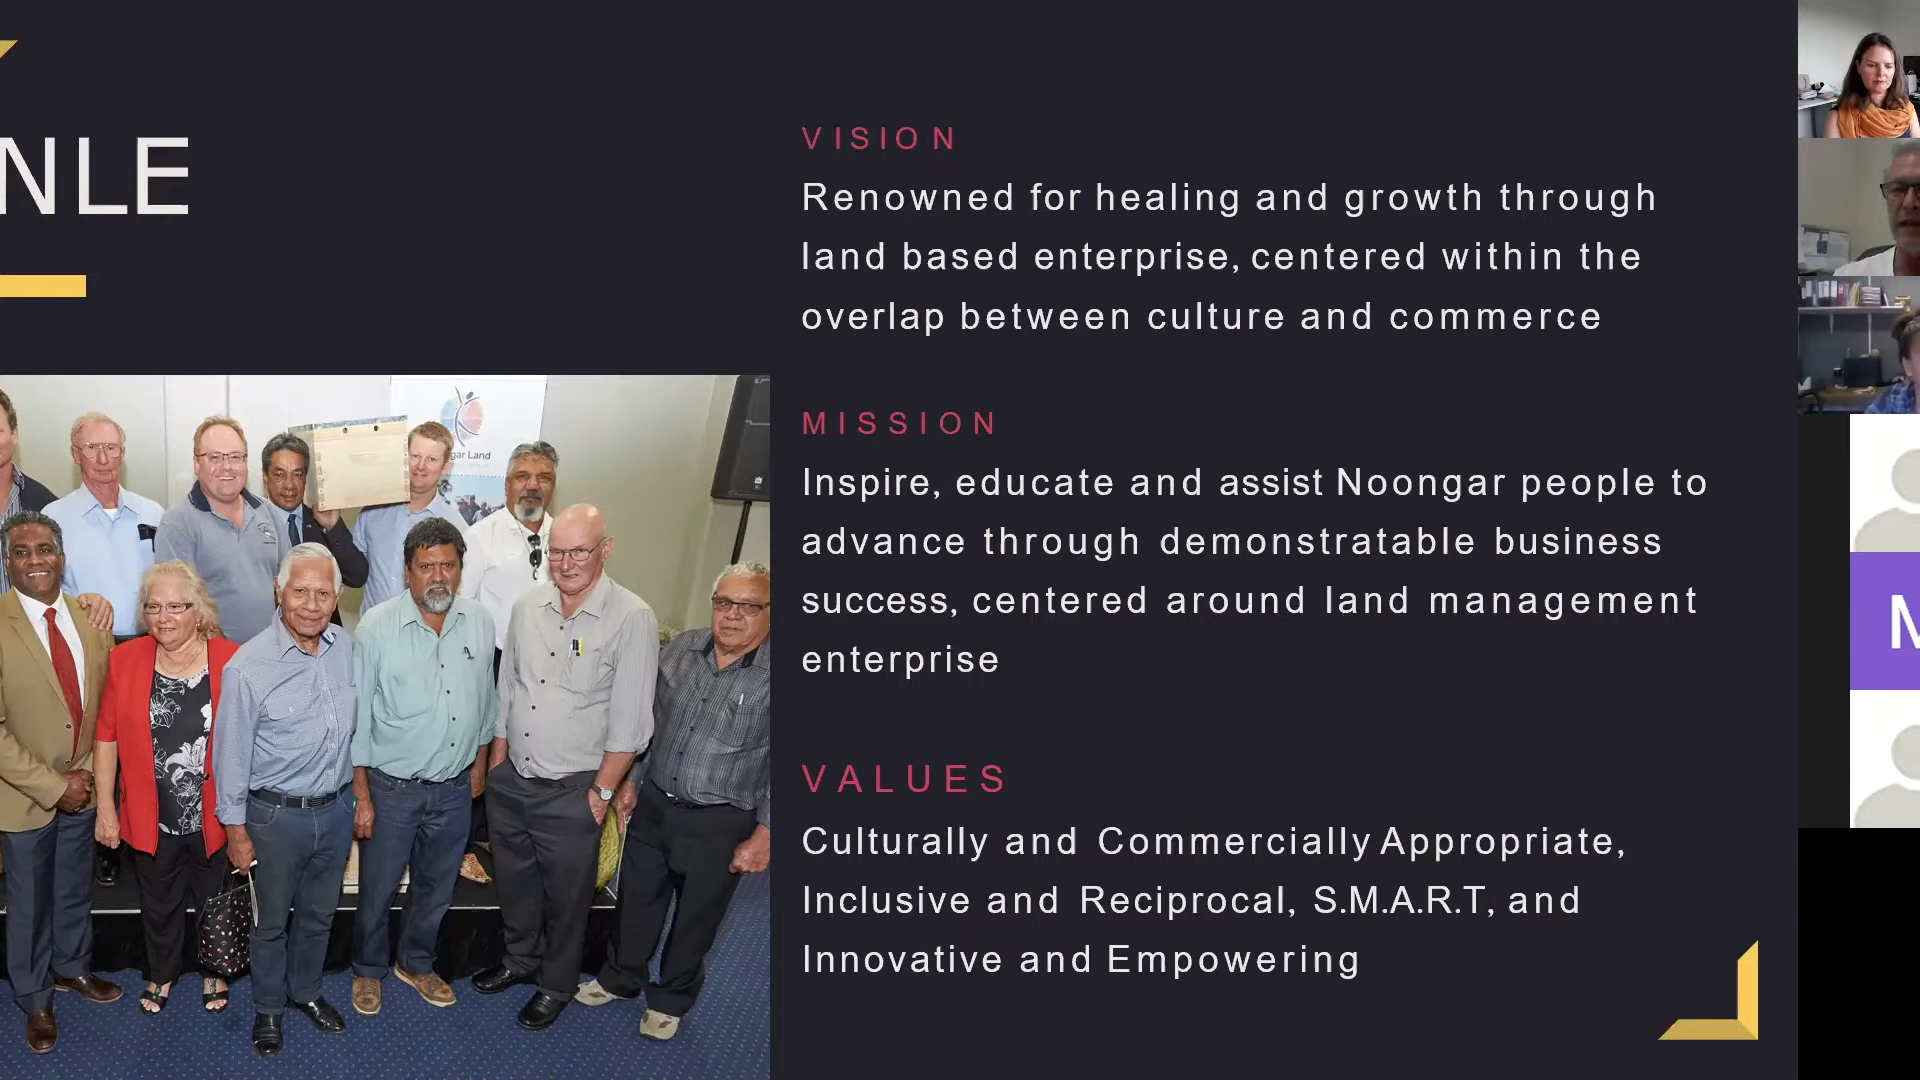 NLE
VISION
Renowned for healing and growth through
land based enterprise, centered within the
overlap between culture and commerce
MISSION
Inspire, educate and assist Noongar people to
advance through demonstratable business
success, centered around land management
enterprise
VALUES
Culturally and Commercially Appropriate,
Inclusive and Reciprocal, S.M.A.R.T, and
Innovative and Empowering
gar Land
M